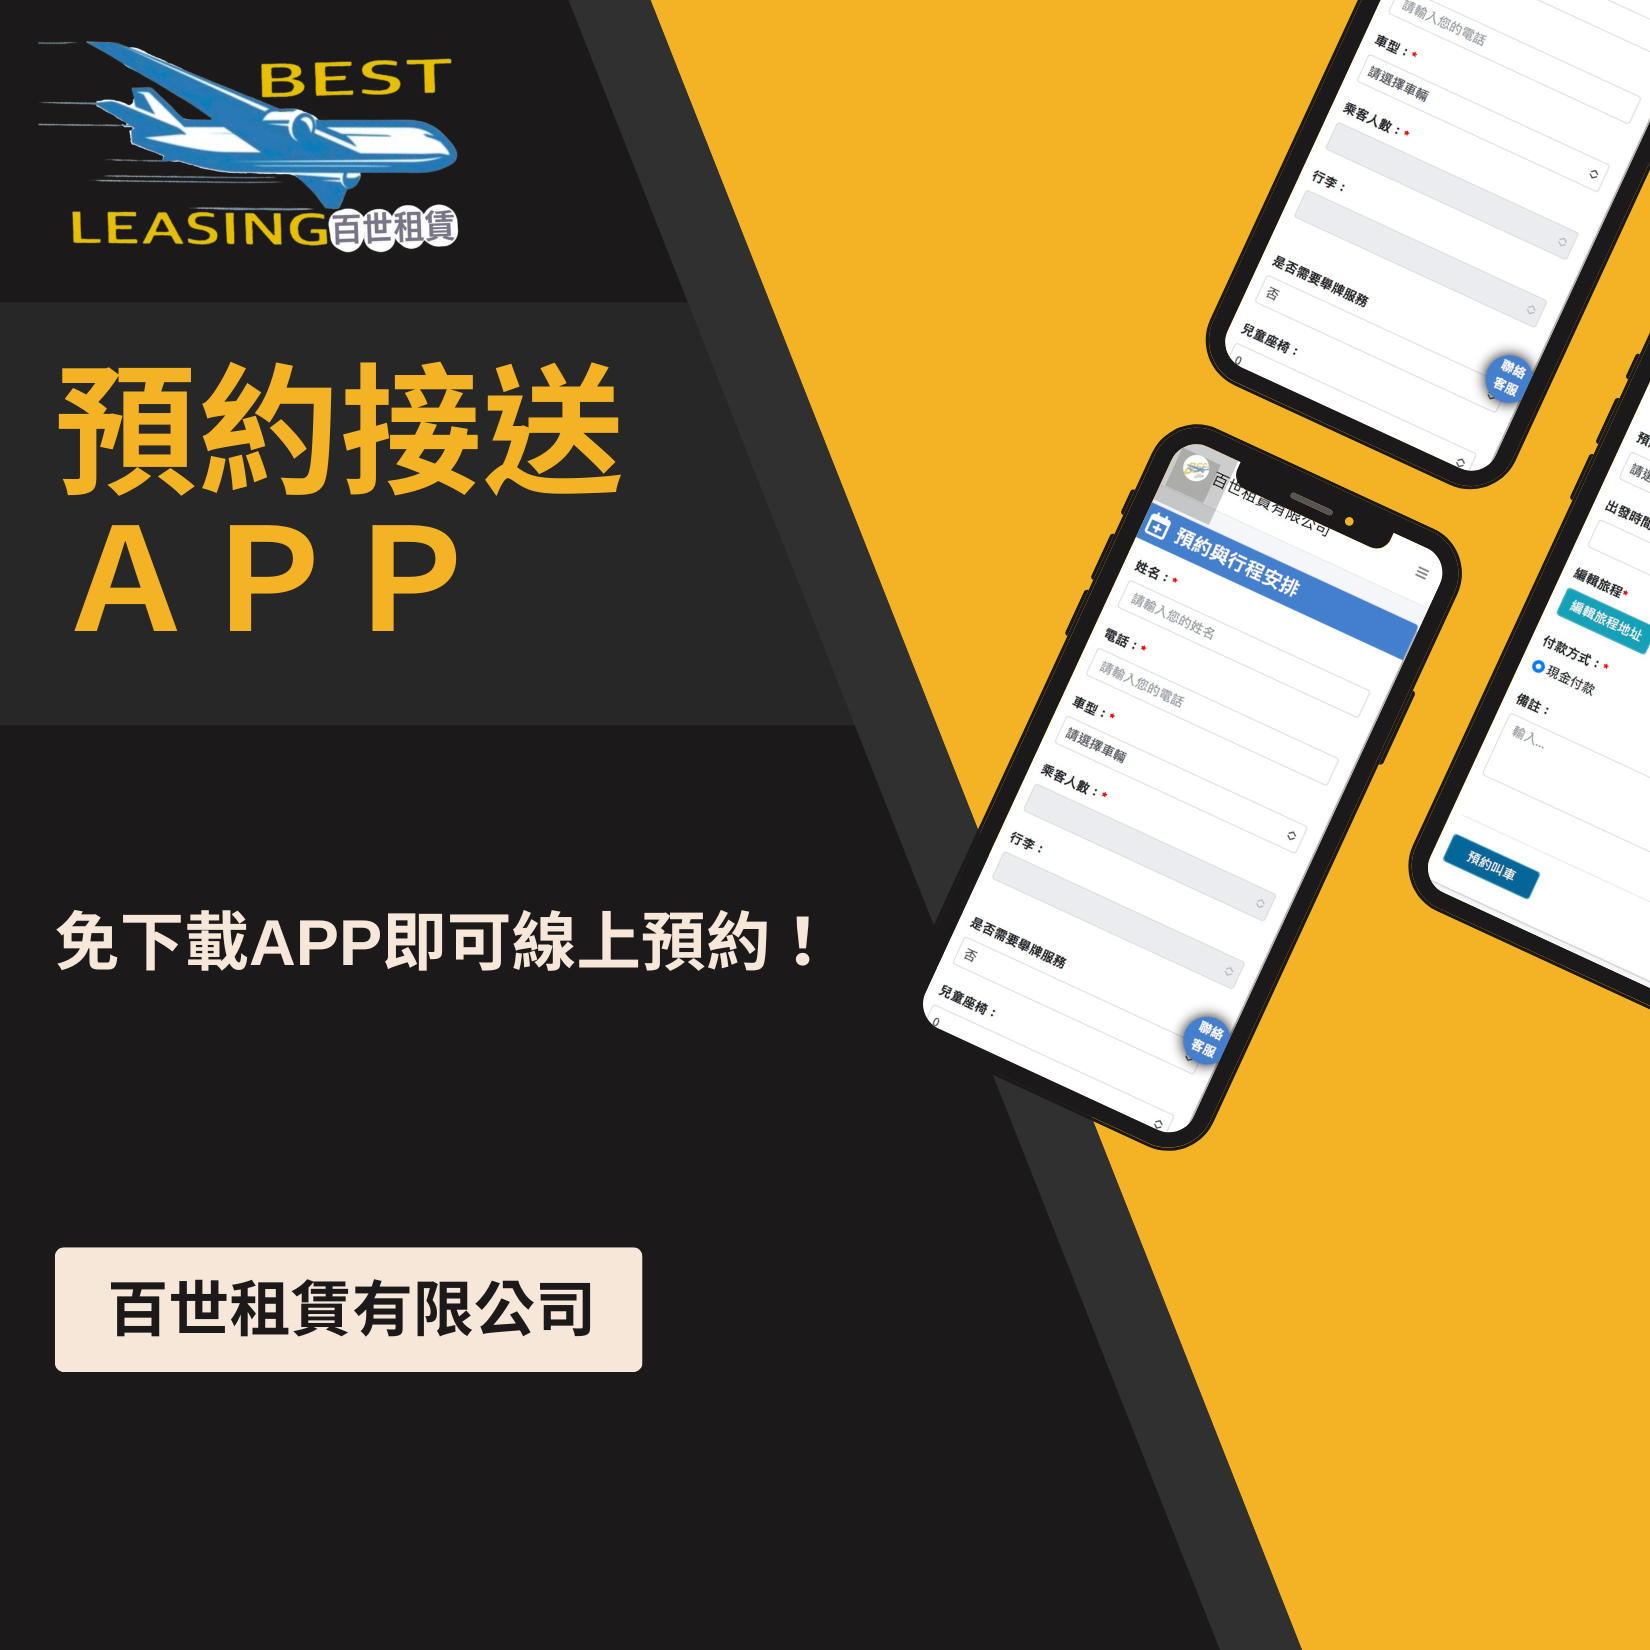 BEST
LEASING百世租賃
預約接送
APP
免下載APP即可線上預約！
百世租賃有限公司
請輸入您的電話
車型：*
請選擇車輛
乘客人數：*
行李：
是否需要舉牌服務
否
兒童座椅：
0
聯絡
客服
百世租賃有限公司
預約與行程安排
姓名：*
請輸入您的姓名
電話：*
請輸入您的電話
車型：*
請選擇車輛
乘客人數：*
行李：
是否需要舉牌服務
否
兒童座椅：
0
聯絡
客服
出發時間
編輯旅程*
編輯旅程地址
付款方式：*
現金付款
備註：
輸入...
預約叫車